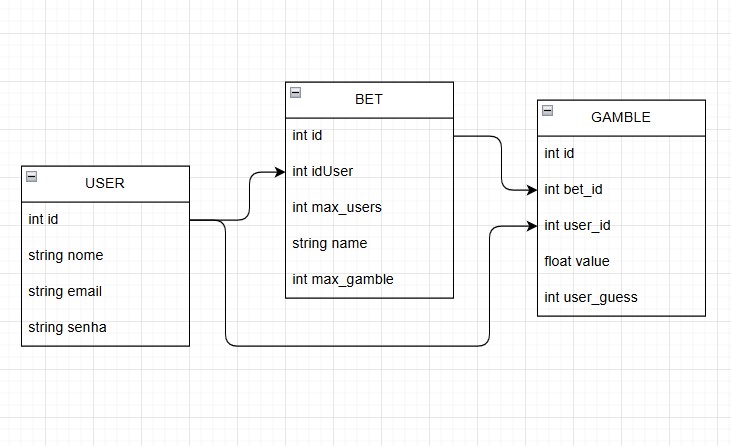 USER
int id
string nome
string email
string senha
BET
int id
int idUser
int max_users
string name
int max_gamble
GAMBLE
int id
int bet_id
int user_id
float value
int user_guess